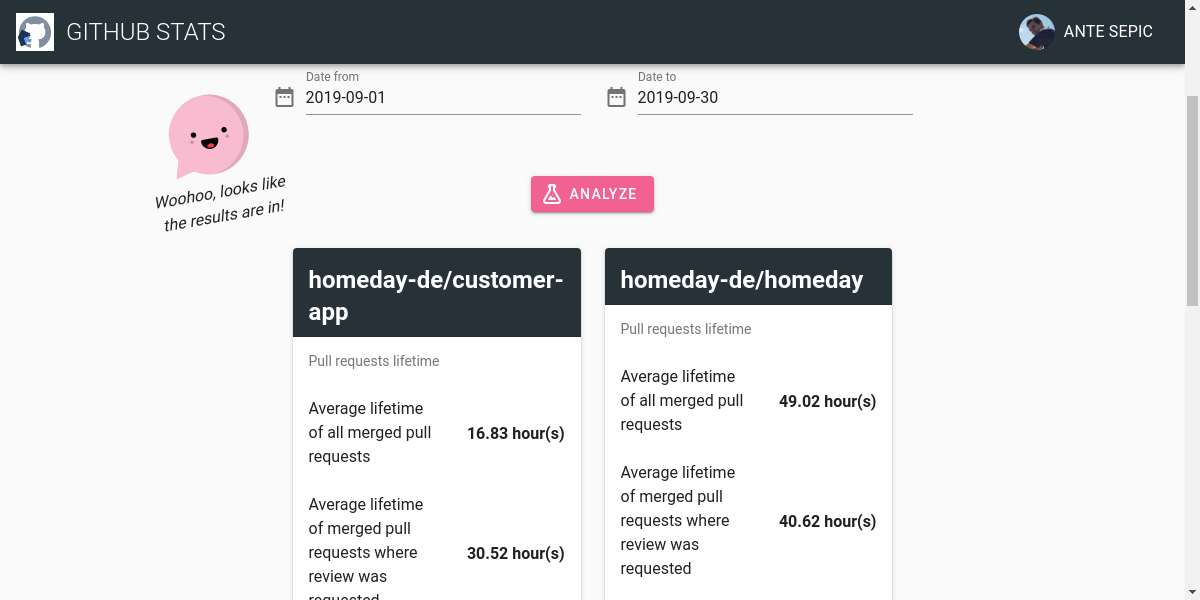 GITHUB STATS
ANTE SEPIC
Date from
2019-09-01
Date to
2019-09-30
Woohoo, looks like
the results are in!
ANALYZE
homeday-de/customer-
app
Pull requests lifetime
Average lifetime
of all merged pull
requests
16.83 hour(s)
Average lifetime
of merged pull
requests where
review was
requested
30.52 hour(s)
homeday-de/homeday
Pull requests lifetime
Average lifetime
of all merged pull
requests
49.02 hour(s)
Average lifetime
of merged pull
requests where
review was
requested
40.62 hour(s)